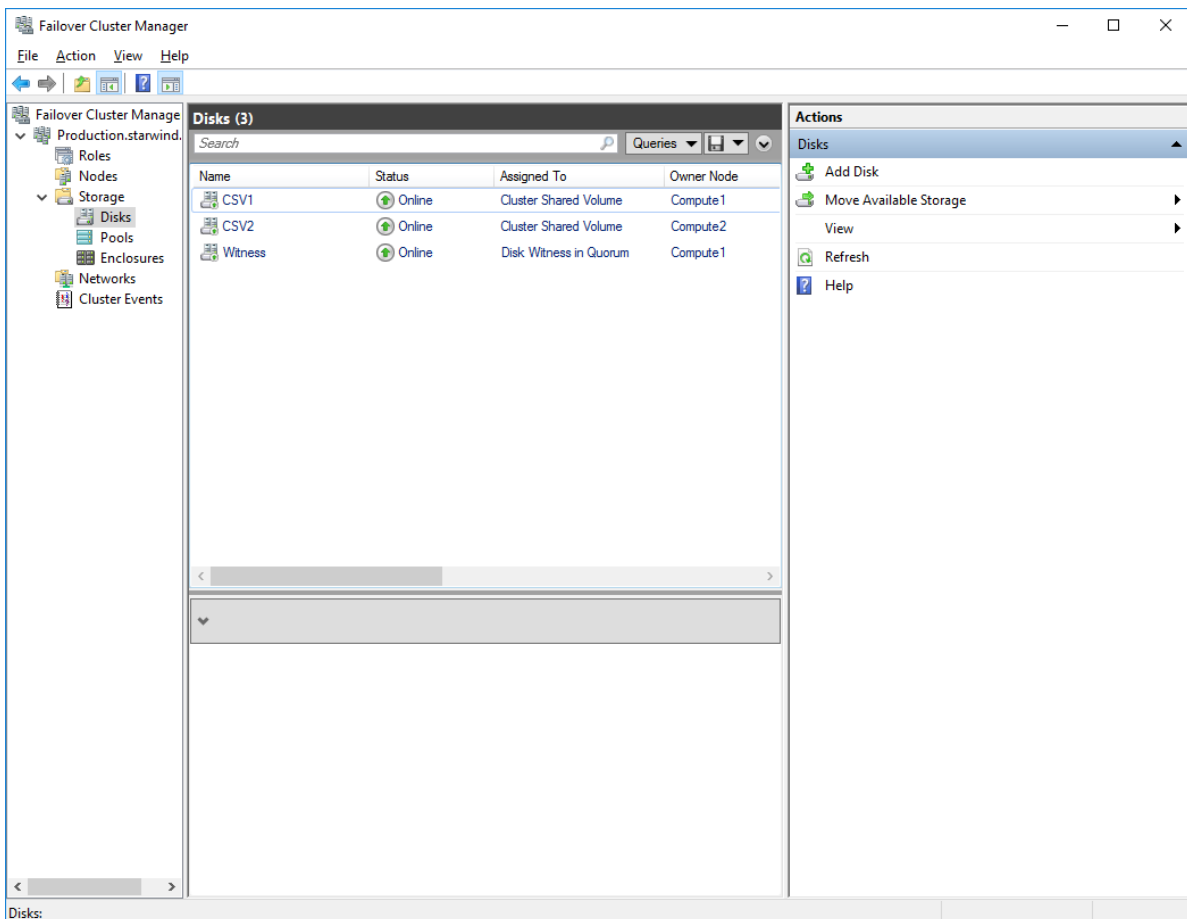 Failover Cluster Manager
File Action View Help
Failover Cluster Manage
Production.starwind.
Roles
Nodes
Storage
Disks
Pools
Enclosures
Networks
Cluster Events
Disks (3)
Search Queries
Name Status Assigned To Owner Node
CSV1 Online Cluster Shared Volume Compute1
CSV2 Online Cluster Shared Volume Compute2
Witness Online Disk Witness in Quorum Compute1
Actions
Disks
Add Disk
Move Available Storage
View
Refresh
Help
Disks: